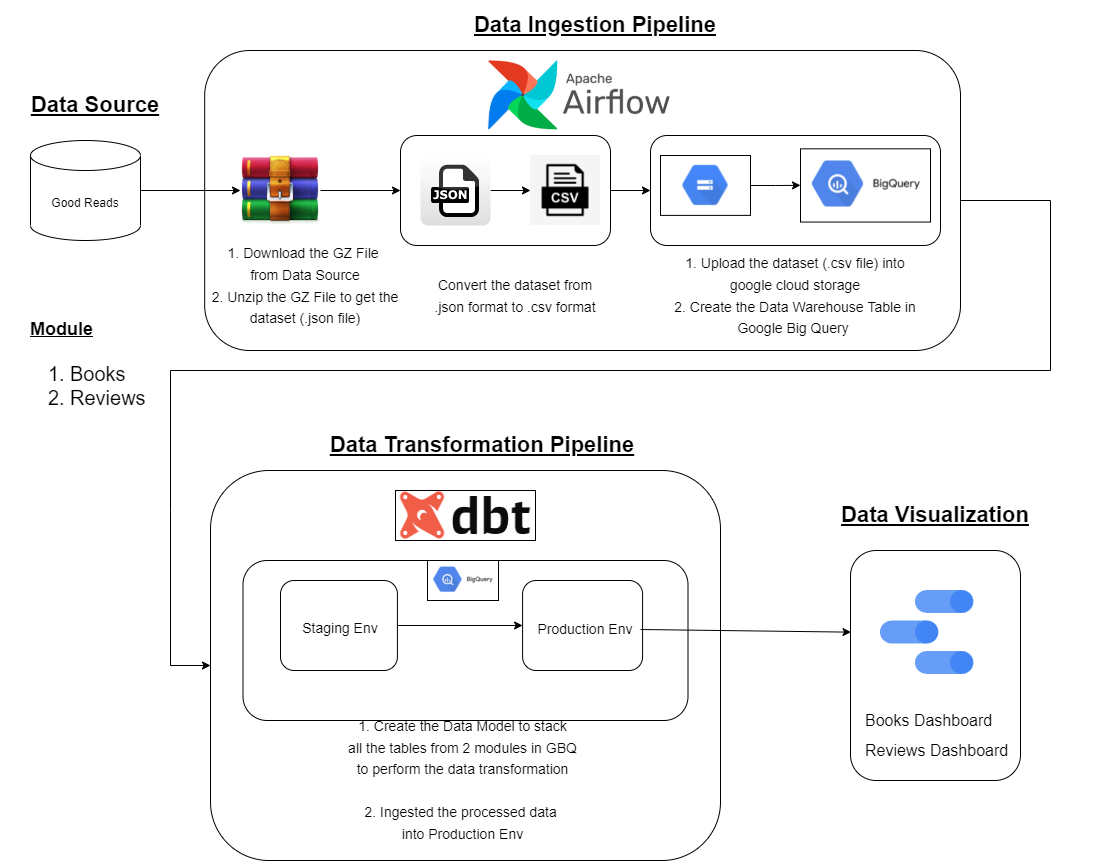 Data Ingestion Pipeline
Apache
Airflow
Data Source
Good Reads
JSON
CSV
BigQuery
1. Download the GZ File
from Data Source
2. Unzip the GZ File to get the
dataset (.json file)
Convert the dataset from
.json format to .csv format
1. Upload the dataset (.csv file) into
google cloud storage
2. Create the Data Warehouse Table in
Google Big Query
Module
1. Books
2. Reviews
Data Transformation Pipeline
dbt
BigQuery
Staging Env
Production Env
1. Create the Data Model to stack
all the tables from 2 modules in GBQ
to perform the data transformation
2. Ingested the processed data
into Production Env
Data Visualization
Books Dashboard
Reviews Dashboard